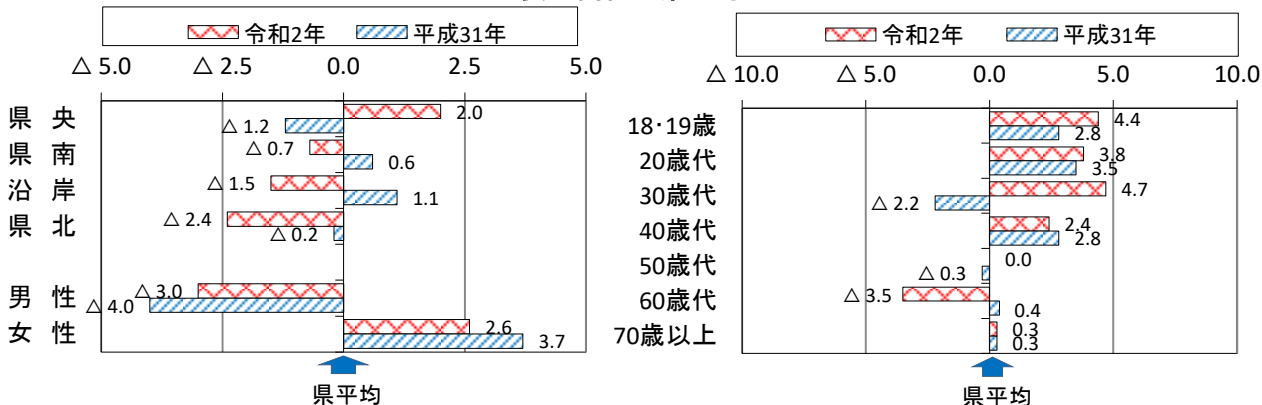 令和2年 平成31年
△ 5.0 △ 2.5 0.0 2.5 5.0
県 央 2.0
△ 1.2
県 南 △ 0.7
0.6
沿 岸 △ 1.5
1.1
県 北 △ 2.4
△ 0.2
男 性 △ 3.0
△ 4.0
女 性 2.6
3.7
県平均
令和2年 平成31年
△ 10.0 △ 5.0 0.0 5.0 10.0
18･19歳 4.4
2.8
20歳代 3.8
3.5
30歳代 4.7
△ 2.2
40歳代 2.4
2.8
50歳代 0.0
△ 0.3
60歳代 △ 3.5
0.4
70歳以上 0.3
0.3
県平均